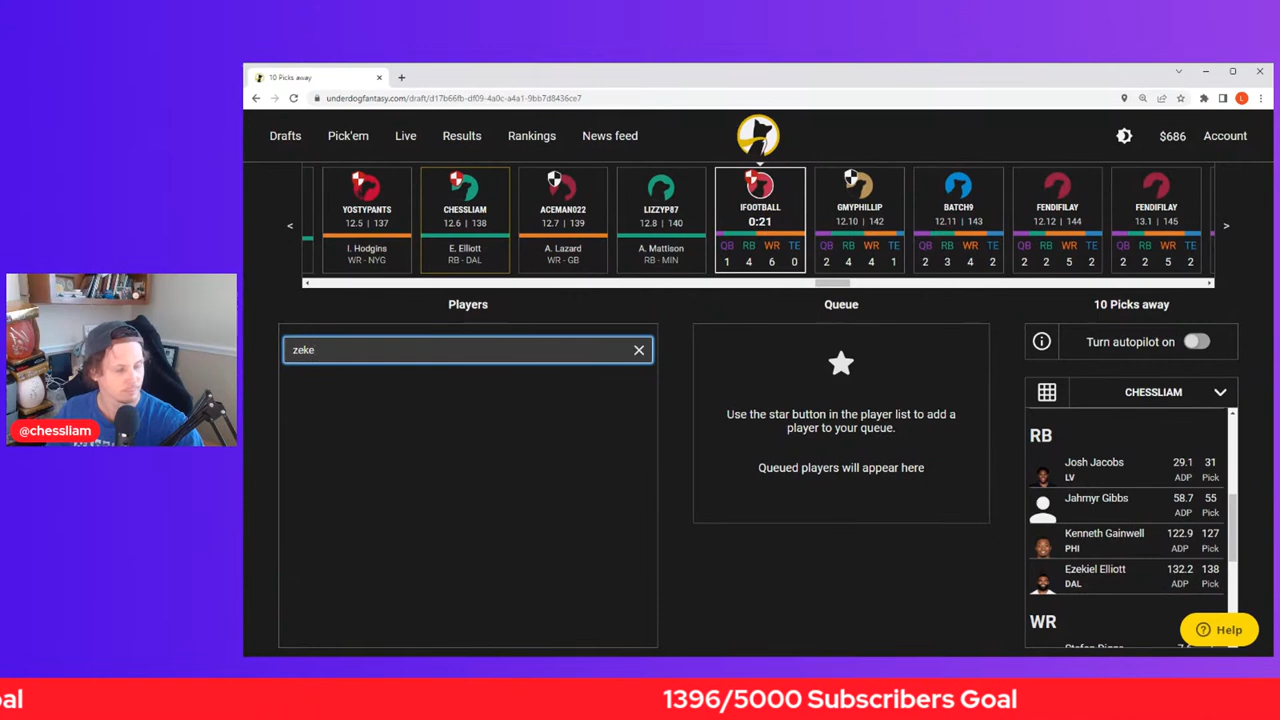 10 Picks away
underdogfantasy.com/draft/d17b66fb-df09-4a0c-a4a1-9bb7d8436ce7
Drafts Pick'em Live Results Rankings News feed $686 Account
YOSTYPANTS
12.5 | 137
I. Hodgins
WR - NYG
CHESSLIAM
12.6 | 138
E. Elliott
RB - DAL
ACEMAN022
12.7 | 139
A. Lazard
WR - GB
LIZZYP87
12.8 | 140
A. Mattison
RB - MIN
IFOOTBALL
0:21
QB RB WR TE
1 4 6 0
GMYPHILLIP
12.10 | 142
QB RB WR TE
2 4 4 1
BATCH9
12.11 | 143
QB RB WR TE
2 3 4 2
FENDIFILAY
12.12 | 144
QB RB WR TE
2 2 5 2
FENDIFILAY
13.1 | 145
QB RB WR TE
2 2 5 2
Players
zeke
Queue
Use the star button in the player list to add a
player to your queue.
Queued players will appear here
10 Picks away
Turn autopilot on
CHESSLIAM
RB
Josh Jacobs 29.1 31
LV ADP Pick
Jahmyr Gibbs 58.7 55
ADP Pick
Kenneth Gainwell 122.9 127
PHI ADP Pick
Ezekiel Elliott 132.2 138
DAL ADP Pick
WR
Stefon Diggs
Help
@chessliam
oal
1396/5000 Subscribers Goal